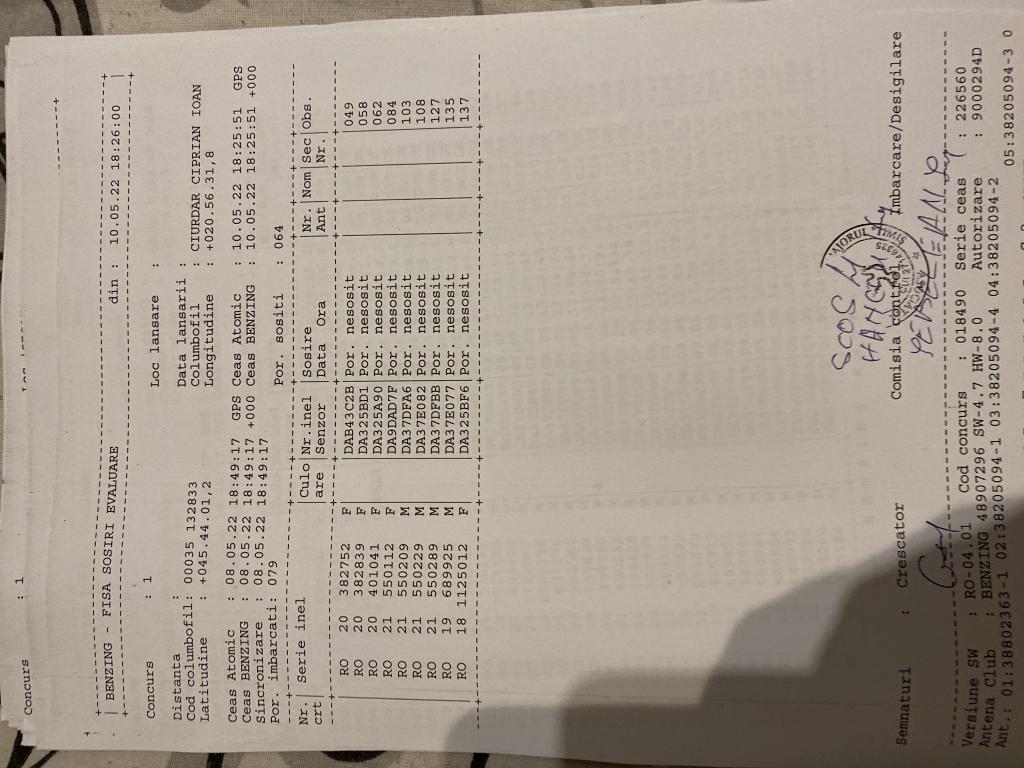 Concurs : 1
BENZING - FISA SOSIRI EVALUARE din : 10.05.22 18:26:00
Concurs : 1 Loc lansare :
Distanta : Data lansarii :
Cod columbofil: 00035 132833 Columbofil : CIURDAR CIPRIAN IOAN
Latitudine : +045.44.01,2 Longitudine : +020.56.31,8
Ceas Atomic : 08.05.22 18:49:17 GPS Ceas Atomic : 10.05.22 18:25:51 GPS
Ceas BENZING : 08.05.22 18:49:17 +000 Ceas BENZING : 10.05.22 18:25:51 +000
Sincronizare : 08.05.22 18:49:17
Por. imbarcati: 079 Por. sositi : 064
Nr.| Serie inel |Culo|Nr inel |Sosire |Nr.|Nom|Sec|Obs.
crt| |are |Senzor |Data Ora |Ant| |Nr.|
RO 20 382752 F |DAB43C2B|Por. nesosit 049
RO 20 382839 F |DA325BD1|Por. nesosit 058
RO 20 401041 F |DA325A90|Por. nesosit 062
RO 21 550112 F |DA9DAD7F|Por. nesosit 084
RO 21 550209 M |DA37DFA6|Por. nesosit 103
RO 21 550229 M |DA37E082|Por. nesosit 108
RO 21 550289 M |DA37DFBB|Por. nesosit 127
RO 19 689925 M |DA37E077|Por. nesosit 135
RO 18 1125012 F |DA325BF6|Por. nesosit 137
SCOS
Semnaturi : Crescator Comisia control Imbarcare/Desigilare
Versiune SW : RO-04.01 Cod concurs : 0184490 Serie ceas : 226560
Antena Club : BENZING 48907296 SW-4.7 HW-8.0 Autorizare : 9000294D
Ant.: 01:38802363-1 02:38205094-1 03:38205094-4 04:38205094-2
05:38205094-3 0